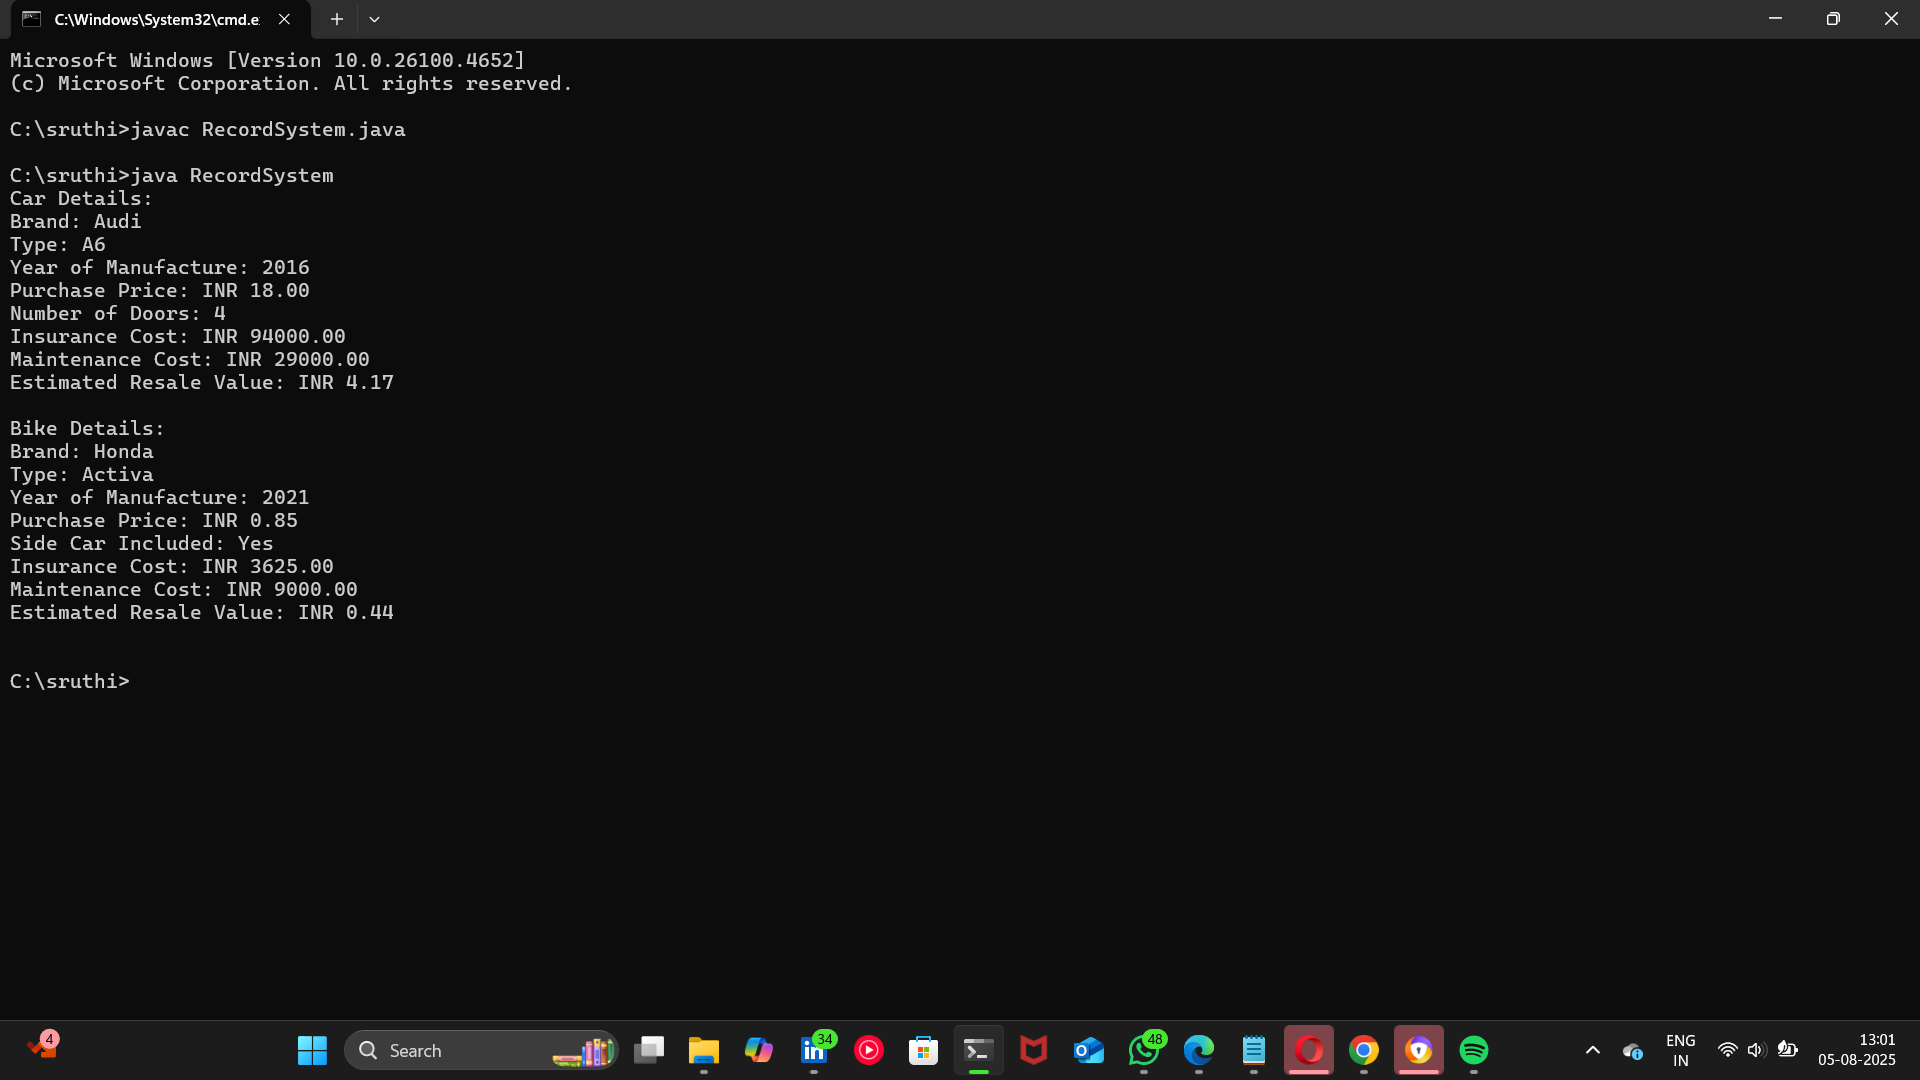 C:\Windows\System32\cmd.e
Microsoft Windows [Version 10.0.26100.4652]
(c) Microsoft Corporation. All rights reserved.
C:\sruthi>javac RecordSystem.java
C:\sruthi>java RecordSystem
Car Details:
Brand: Audi
Type: A6
Year of Manufacture: 2016
Purchase Price: INR 18.00
Number of Doors: 4
Insurance Cost: INR 94000.00
Maintenance Cost: INR 29000.00
Estimated Resale Value: INR 4.17
Bike Details:
Brand: Honda
Type: Activa
Year of Manufacture: 2021
Purchase Price: INR 0.85
Side Car Included: Yes
Insurance Cost: INR 3625.00
Maintenance Cost: INR 9000.00
Estimated Resale Value: INR 0.44
C:\sruthi>
4
Search
34
48
ENG
IN
13:01
05-08-2025